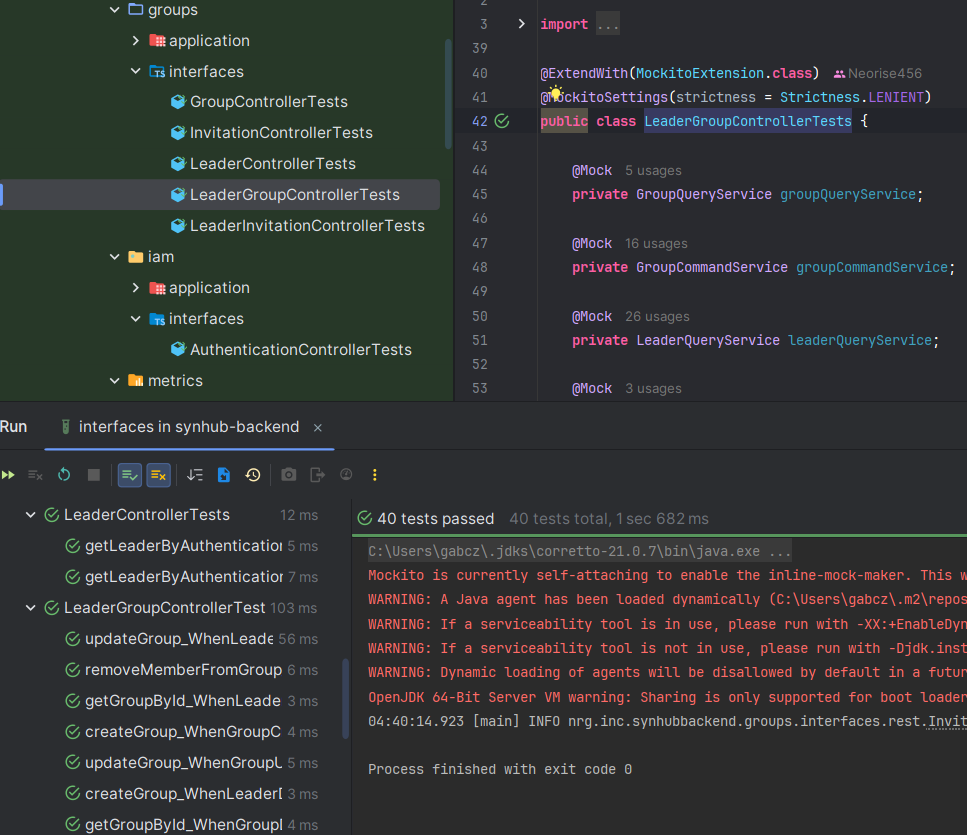 groups
application
interfaces
GroupControllerTests
InvitationControllerTests
LeaderControllerTests
LeaderGroupControllerTests
LeaderInvitationControllerTests
iam
application
interfaces
AuthenticationControllerTests
metrics
2
3 import ...
39
40 @ExtendWith(MockitoExtension.class) Neorise456
41 @MockitoSettings(strictness = Strictness.LENIENT)
42 public class LeaderGroupControllerTests {
43
44 @Mock 5 usages
45 private GroupQueryService groupQueryService;
46
47 @Mock 16 usages
48 private GroupCommandService groupCommandService;
49
50 @Mock 26 usages
51 private LeaderQueryService leaderQueryService;
52
53 @Mock 3 usages
Run interfaces in synhub-backend
LeaderControllerTests 12 ms
getLeaderByAuthentication 5 ms
getLeaderByAuthentication 7 ms
LeaderGroupControllerTest 103 ms
updateGroup_WhenLeade 56 ms
removeMemberFromGroup 6 ms
getGroupById_WhenLeade 3 ms
createGroup_WhenGroupC 4 ms
updateGroup_WhenGroupU 5 ms
createGroup_WhenLeaderD 3 ms
getGroupById_WhenGroupI 4 ms
40 tests passed 40 tests total, 1 sec 682 ms
C:\Users\gabcz\.jdks\corretto-21.0.7\bin\java.exe ...
Mockito is currently self-attaching to enable the inline-mock-maker. This w
WARNING: A Java agent has been loaded dynamically (C:\Users\gabcz\.m2\repos
WARNING: If a serviceability tool is in use, please run with -XX:+EnableDyn
WARNING: If a serviceability tool is not in use, please run with -Djdk.inst
WARNING: Dynamic loading of agents will be disallowed by default in a futur
OpenJDK 64-Bit Server VM warning: Sharing is only supported for boot loader
04:40:14.923 [main] INFO nrg.inc.synhubbackend.groups.interfaces.rest.Invit
Process finished with exit code 0